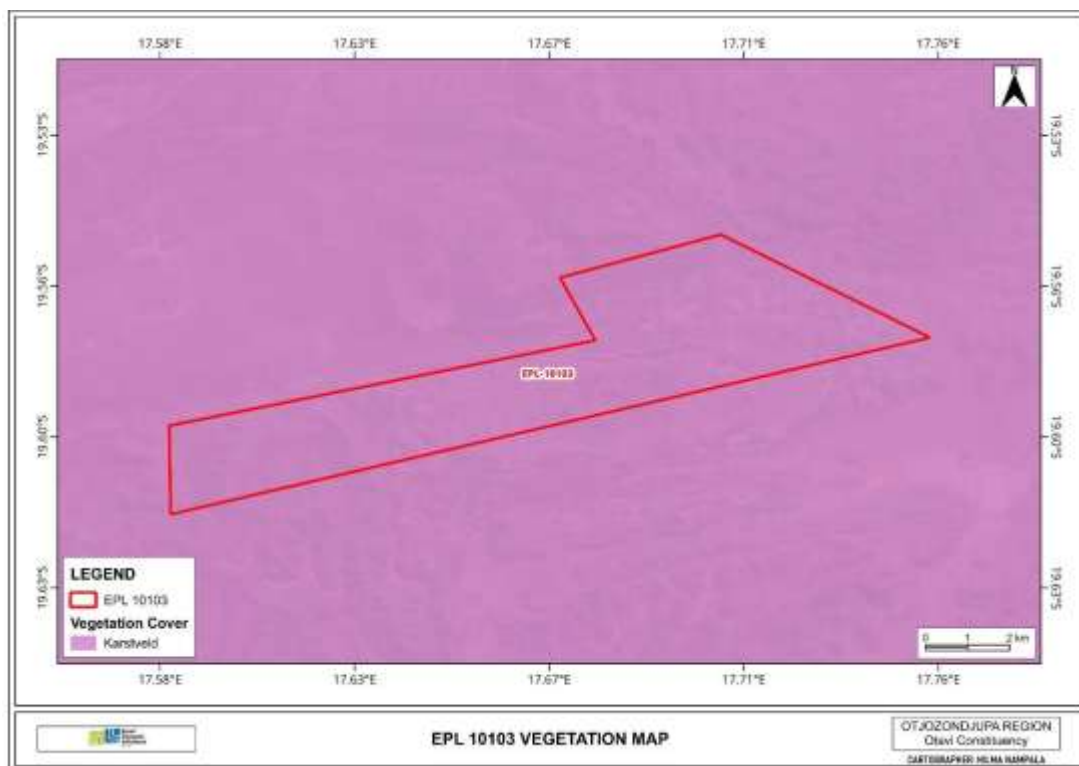 17.58°E 17.63°E 17.67°E 17.71°E 17.76°E
N
19.53°S 19.53°S
19.56°S 19.56°S
EPL 10103
19.60°S 19.60°S
19.63°S 19.63°S
LEGEND
EPL 10103
Vegetation Cover
Karstveld
0 1 2 km
17.58°E 17.63°E 17.67°E 17.71°E 17.76°E
EPL 10103 VEGETATION MAP
OTJOZONDJUPA REGION
Otavi Constituency
CARTOGRAPHER: HILMA NAMPALA